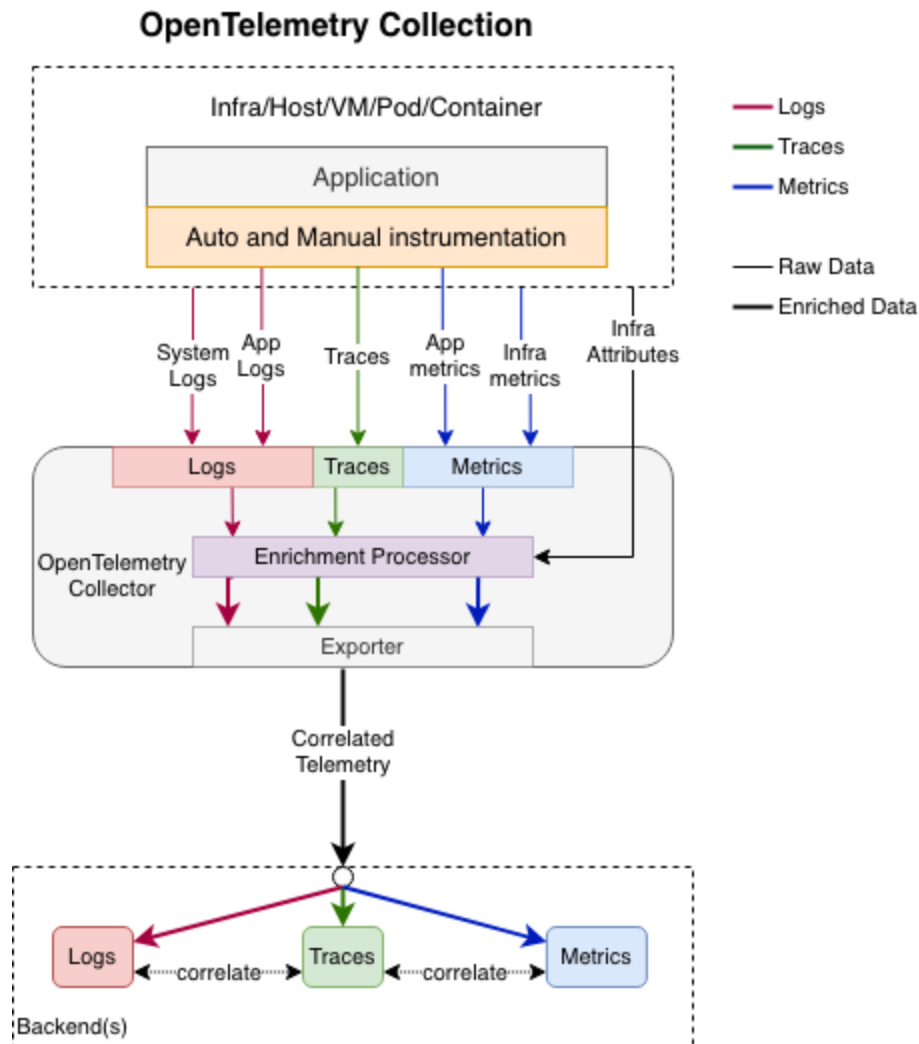 OpenTelemetry Collection
Infra/Host/VM/Pod/Container
Application
Auto and Manual instrumentation
Logs
Traces
Metrics
Raw Data
Enriched Data
System
Logs
App
Logs
Traces
App
metrics
Infra
metrics
Infra
Attributes
Logs
Traces
Metrics
OpenTelemetry
Collector
Enrichment Processor
Exporter
Correlated
Telemetry
Logs
correlate
Traces
correlate
Metrics
Backend(s)